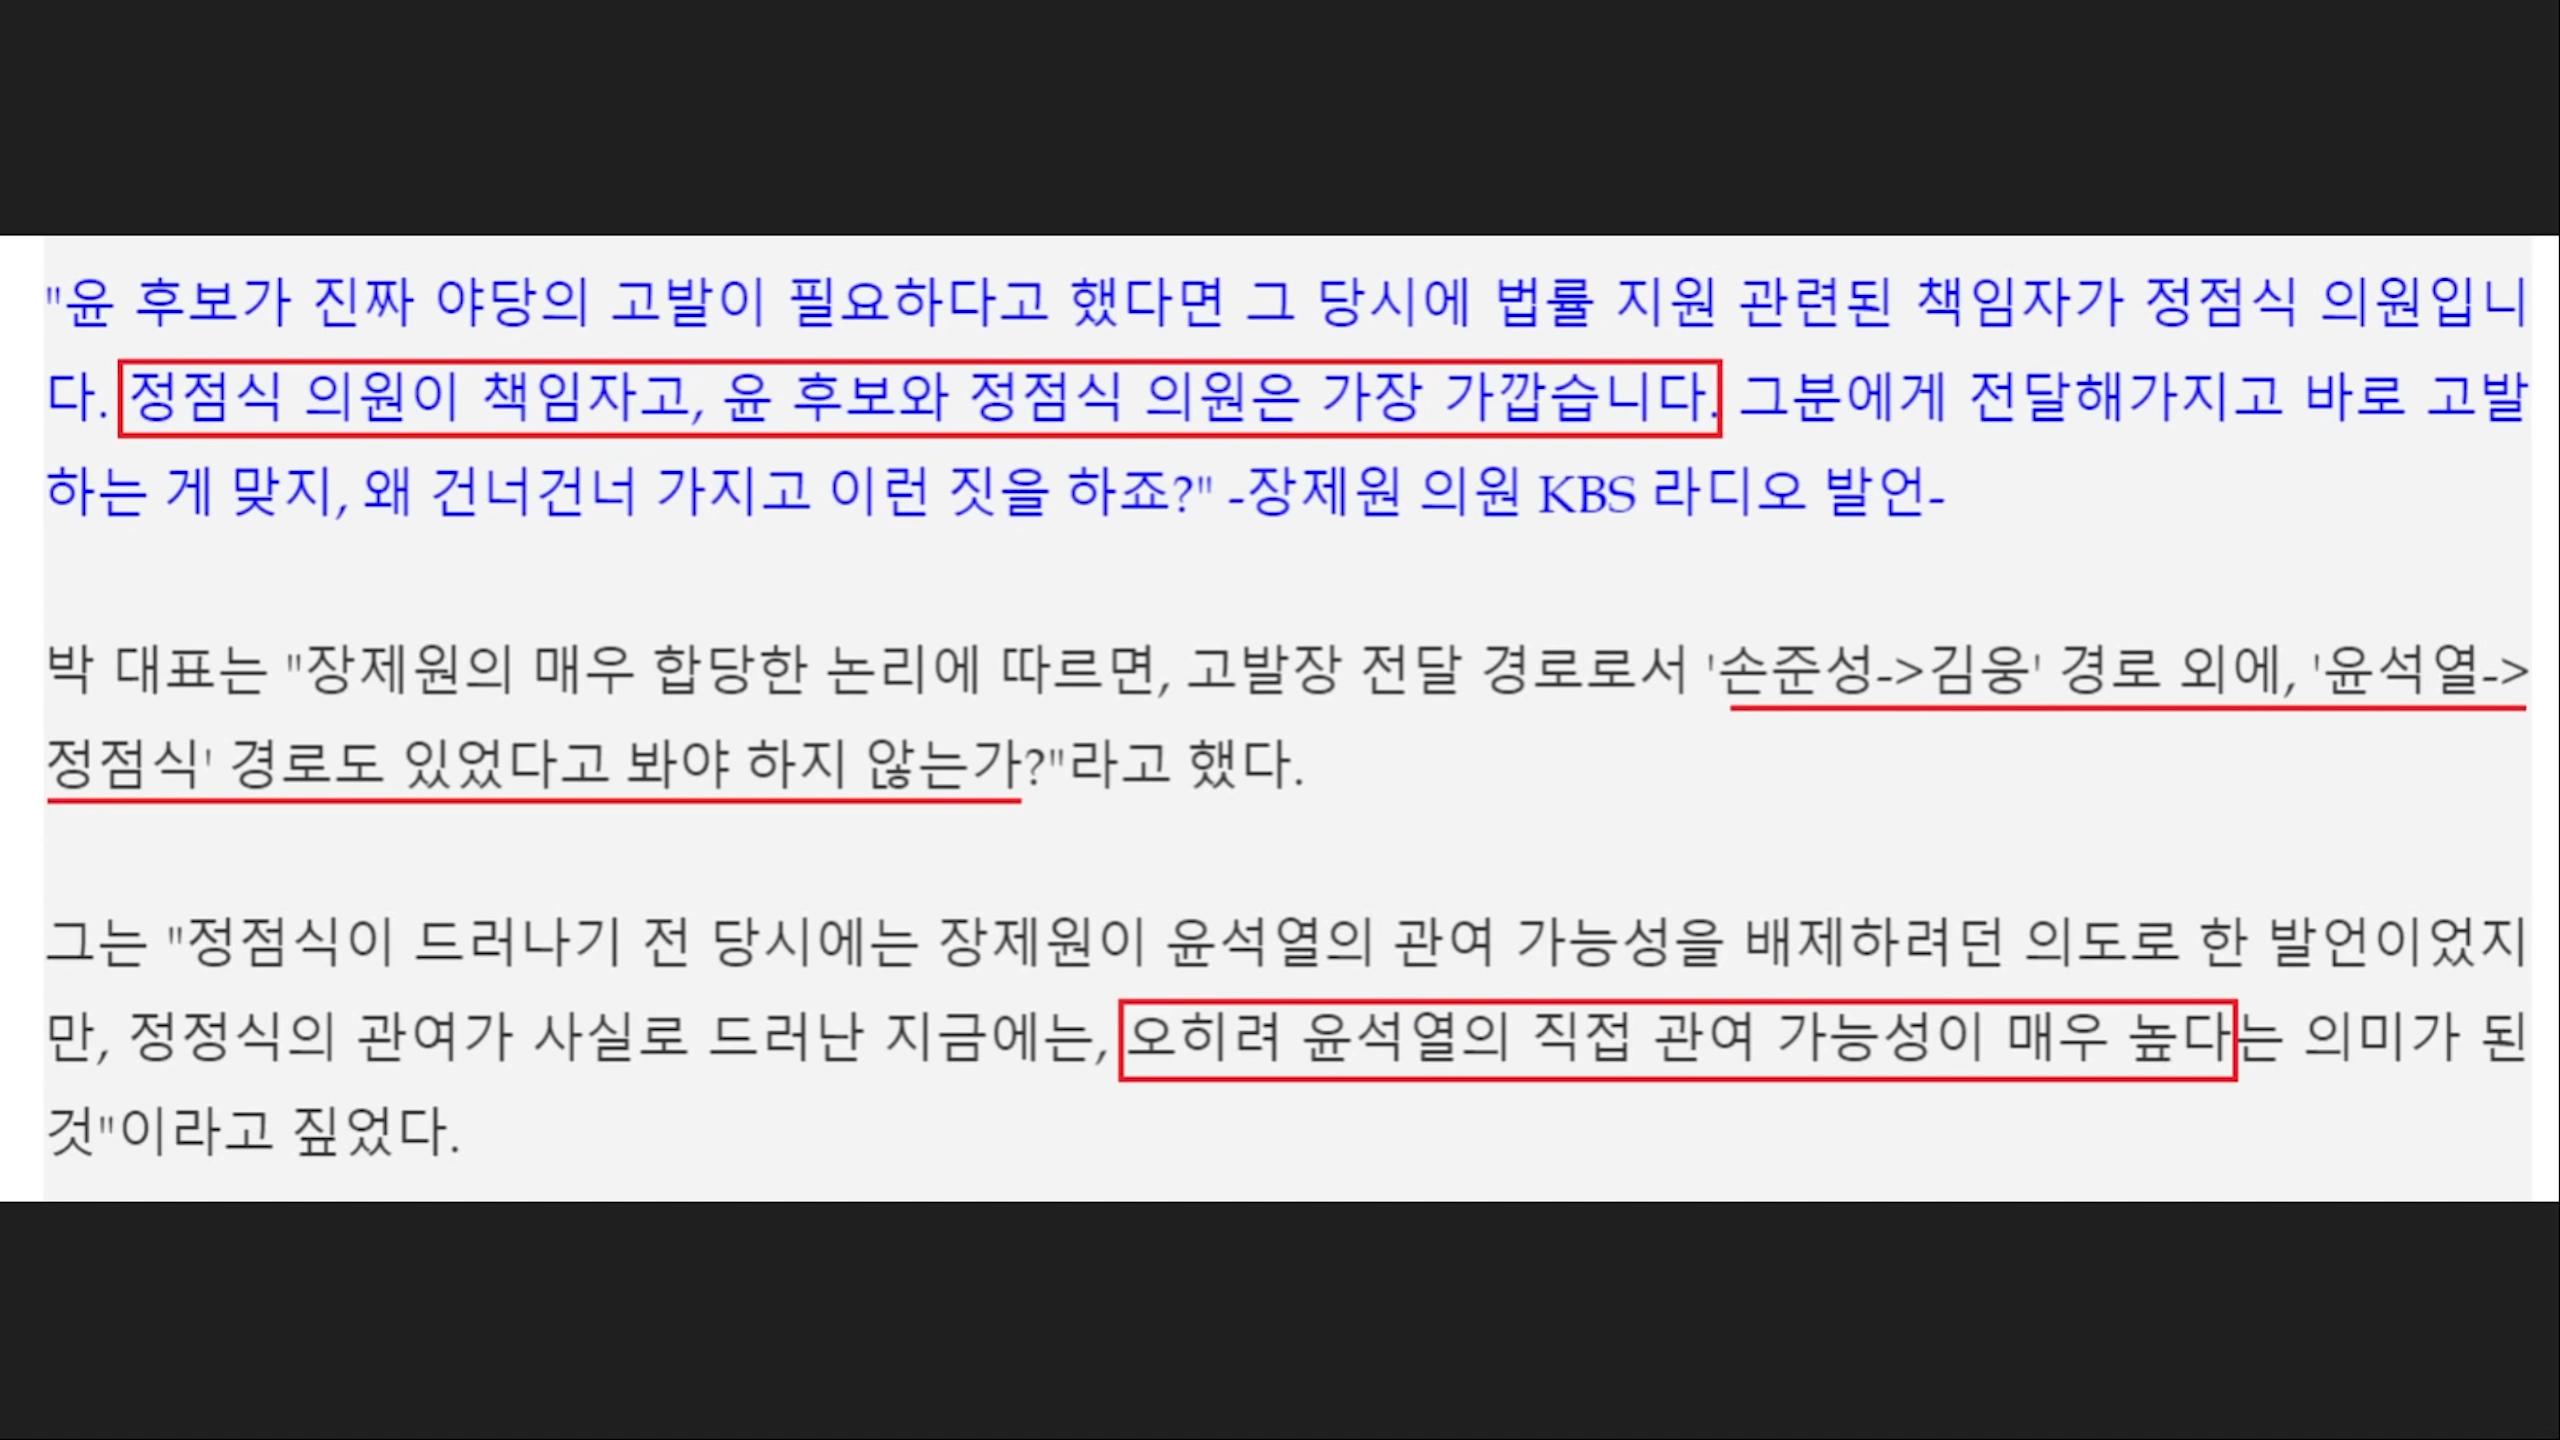 "윤 후보가 진짜 야당의 고발이 필요하다고 했다면 그 당시에 법률 지원 관련된 책임자가 정점식 의원입니
다. 정점식 의원이 책임자고, 윤 후보와 정점식 의원은 가장 가깝습니다. 그분에게 전달해가지고 바로 고발
하는 게 맞지, 왜 건너건너 가지고 이런 짓을 하죠?" -장제원 의원 KBS 라디오 발언-
박 대표는 "장제원의 매우 합당한 논리에 따르면, 고발장 전달 경로로서 '손준성->김웅' 경로 외에, '윤석열->
정점식' 경로도 있었다고 봐야 하지 않는가?"라고 했다.
그는 "정점식이 드러나기 전 당시에는 장제원이 윤석열의 관여 가능성을 배제하려던 의도로 한 발언이었지
만, 정정식의 관여가 사실로 드러난 지금에는, 오히려 윤석열의 직접 관여 가능성이 매우 높다는 의미가 된
것"이라고 짚었다.